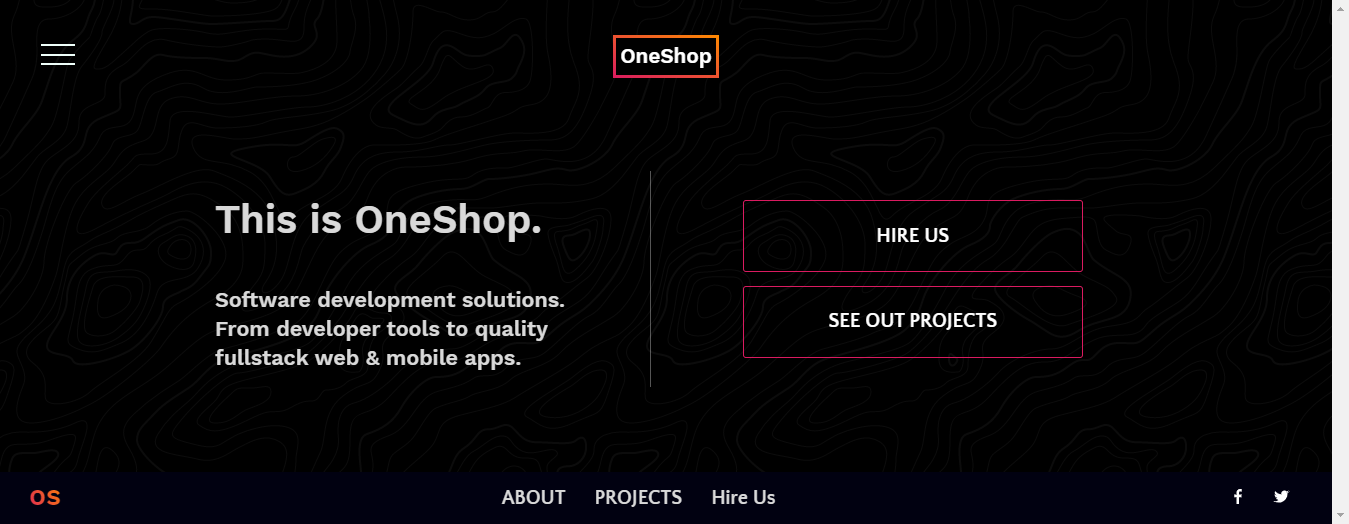 OneShop
This is OneShop.
Software development solutions.
From developer tools to quality
fullstack web & mobile apps.
HIRE US
SEE OUT PROJECTS
OS
ABOUT PROJECTS Hire Us